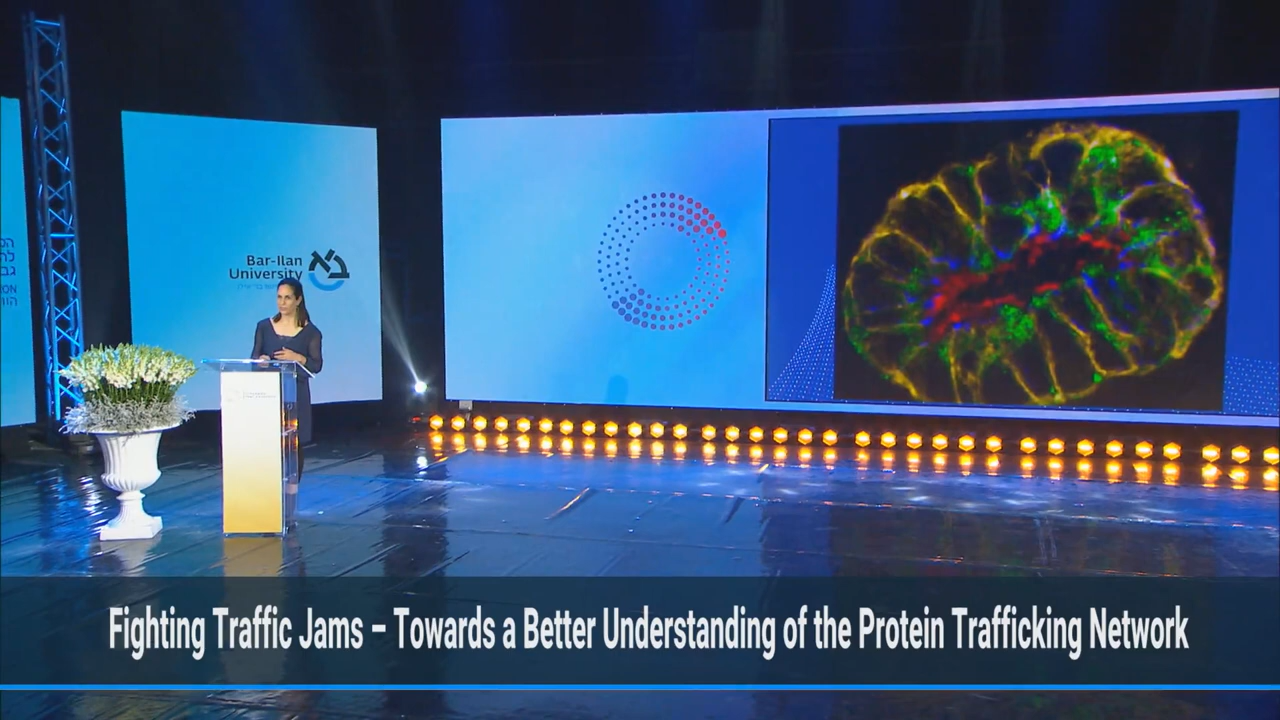 Bar-Ilan
University
Fighting Traffic Jams – Towards a Better Understanding of the Protein Trafficking Network